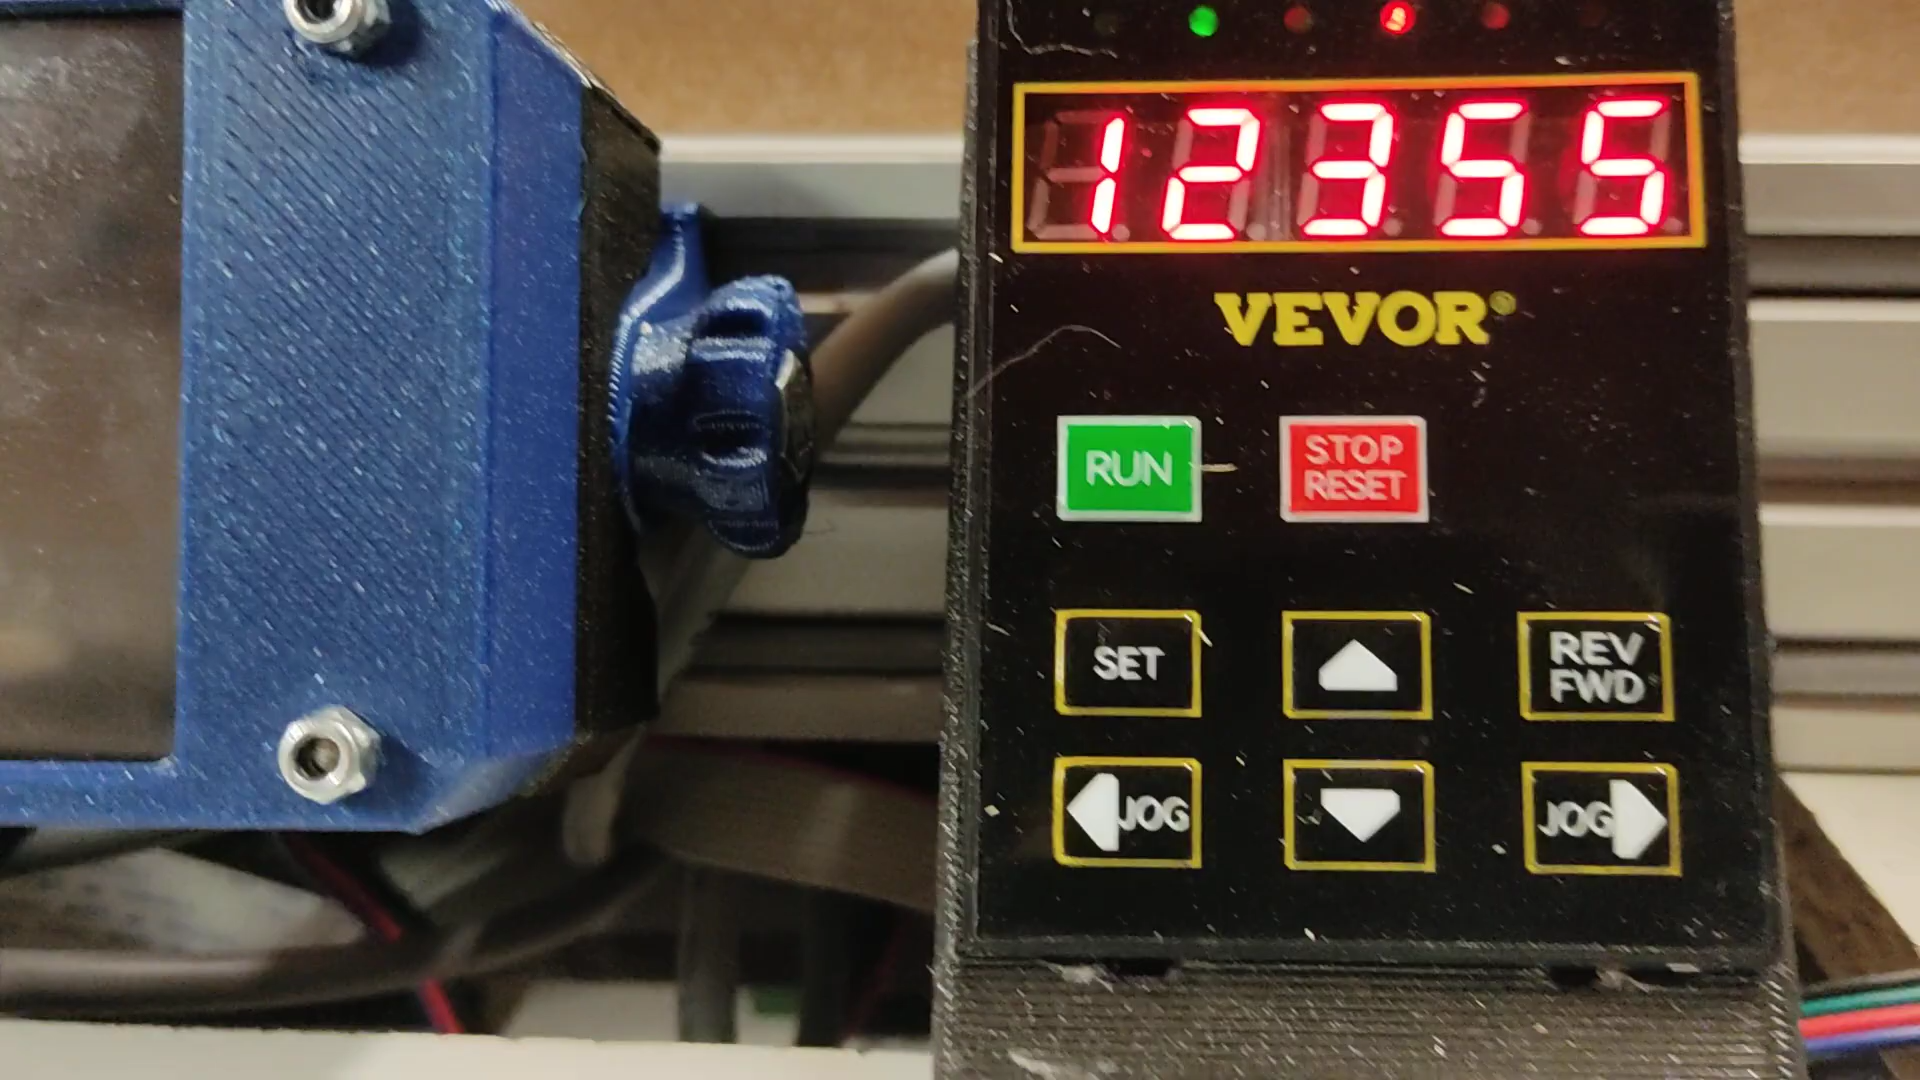 12355
VEVOR®
RUN
STOP
RESET
SET
REV
FWD
JOG
JOG